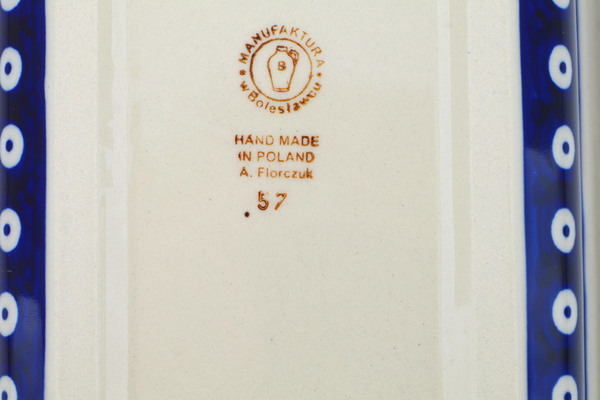 MANUFAKTURA
B
w Bolesławcu
HAND MADE
IN POLAND
A. Florczuk
.57